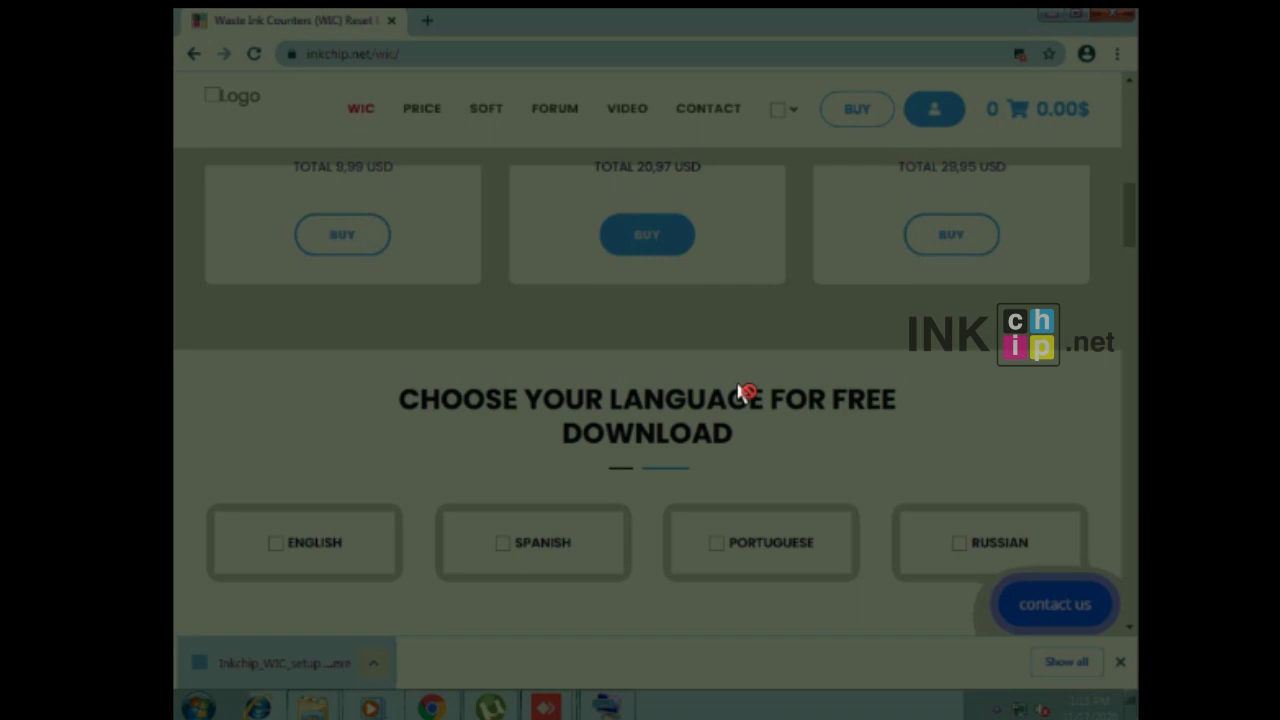 Waste Ink Counters (WIC) Reset
inkchip.net/wic/
Logo
WIC PRICE SOFT FORUM VIDEO CONTACT BUY 0 0.00$
TOTAL 9,99 USD TOTAL 20,97 USD TOTAL 29,95 USD
BUY BUY BUY
INK chip .net
CHOOSE YOUR LANGUAGE FOR FREE
DOWNLOAD
ENGLISH SPANISH PORTUGUESE RUSSIAN
contact us
Inkchip_WIC_setup....exe Show all